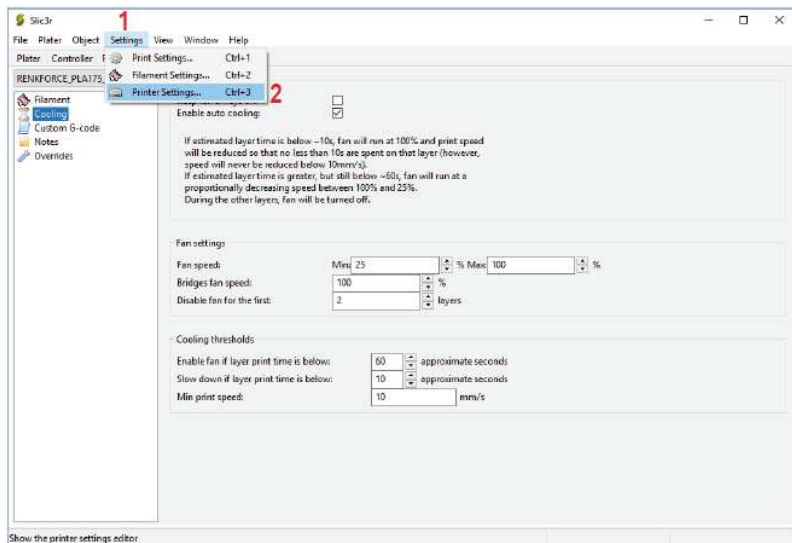 Slic3r
1
File Plater Object Settings View Window Help
Plater Controller
Print Settings... Ctrl+1
Filament Settings... Ctrl+2
Printer Settings... Ctrl+3
2
RENKFORCE_PLA175_
Filament
Cooling
Custom G-code
Notes
Overrides
Enable auto cooling:
If estimated layer time is below ~10s, fan will run at 100% and print speed
will be reduced so that no less than 10s are spent on that layer (however,
speed will never be reduced below 10mm/s).
If estimated layer time is greater, but still below ~60s, fan will run at a
proportionally decreasing speed between 100% and 25%.
During the other layers, fan will be turned off.
Fan settings
Fan speed: Min: 25 % Max: 100 %
Bridges fan speed: 100 %
Disable fan for the first: 2 layers
Cooling thresholds
Enable fan if layer print time is below: 60 approximate seconds
Slow down if layer print time is below: 10 approximate seconds
Min print speed: 10 mm/s
Show the printer settings editor